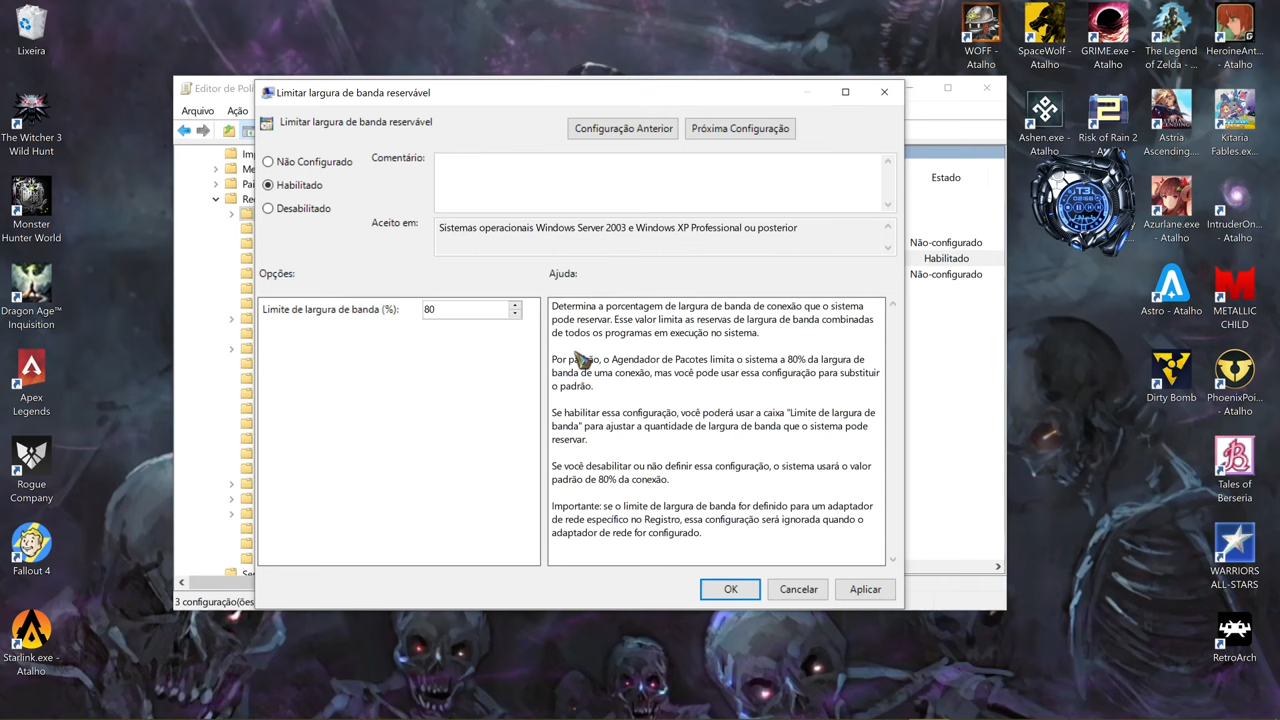 Lixeira
The Witcher 3
Wild Hunt
Monster
Hunter World
Dragon Age™
Inquisition
Apex
Legends
Rogue
Company
Fallout 4
Starlink.exe -
Atalho
Editor de Polí
Arquivo
Ação
Im
Me
Pai
Re
Se
3 configuração(ões
Limitar largura de banda reservável
Limitar largura de banda reservável
Configuração Anterior
Próxima Configuração
Não Configurado
Habilitado
Desabilitado
Comentário:
Aceito em:
Sistemas operacionais Windows Server 2003 e Windows XP Professional ou posterior
Opções:
Ajuda:
Limite de largura de banda (%):
80
Determina a porcentagem de largura de banda de conexão que o sistema
pode reservar. Esse valor limita as reservas de largura de banda combinadas
de todos os programas em execução no sistema.
Por padrão, o Agendador de Pacotes limita o sistema a 80% da largura de
banda de uma conexão, mas você pode usar essa configuração para substituir
o padrão.
Se habilitar essa configuração, você poderá usar a caixa "Limite de largura de
banda" para ajustar a quantidade de largura de banda que o sistema pode
reservar.
Se você desabilitar ou não definir essa configuração, o sistema usará o valor
padrão de 80% da conexão.
Importante: se o limite de largura de banda for definido para um adaptador
de rede específico no Registro, essa configuração será ignorada quando o
adaptador de rede for configurado.
OK
Cancelar
Aplicar
Estado
Não-configurado
Habilitado
Não-configurado
WOFF -
Atalho
SpaceWolf -
Atalho
GRIME.exe -
Atalho
The Legend
of Zelda - ...
HeroineAnt...
- Atalho
Ashen.exe -
Atalho
Risk of Rain 2
Astria
Ascending....
Kitaria
Fables.ex...
T3L
Azurlane.exe
- Atalho
IntruderOn...
- Atalho
Astro - Atalho
METALLIC
CHILD
Dirty Bomb
PhoenixPoi...
- Atalho
Tales of
Berseria
WARRIORS
ALL-STARS
RetroArch